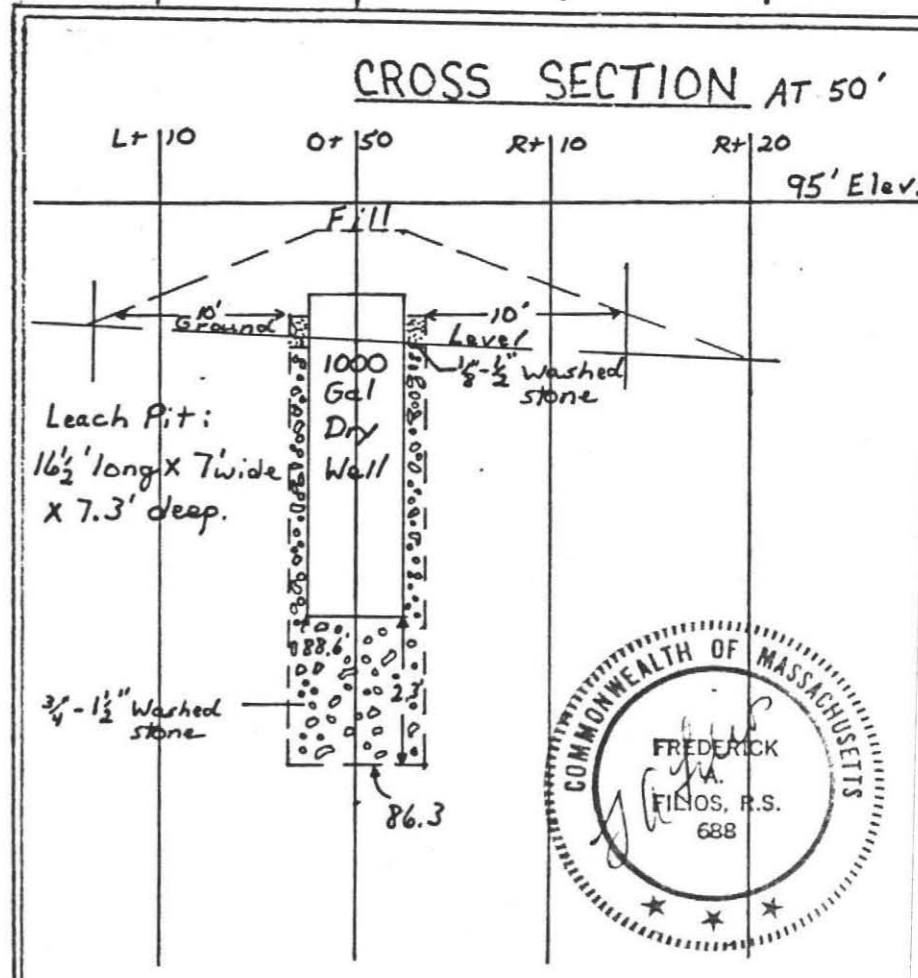 CROSS SECTION AT 50'
L+ 10 0+ 50 R+ 10 R+ 20
95' Elev.
Fill
10' 10'
Ground Level
1/8"-1/2" Washed
stone
1000
Gal
Dry
Well
Leach Pit:
16 1/2' long X 7' wide
X 7.3' deep.
88.6'
2.3'
3/4"-1 1/2" Washed
stone
86.3
COMMONWEALTH OF MASSACHUSETTS
FREDERICK
A.
FILIOS, R.S.
688